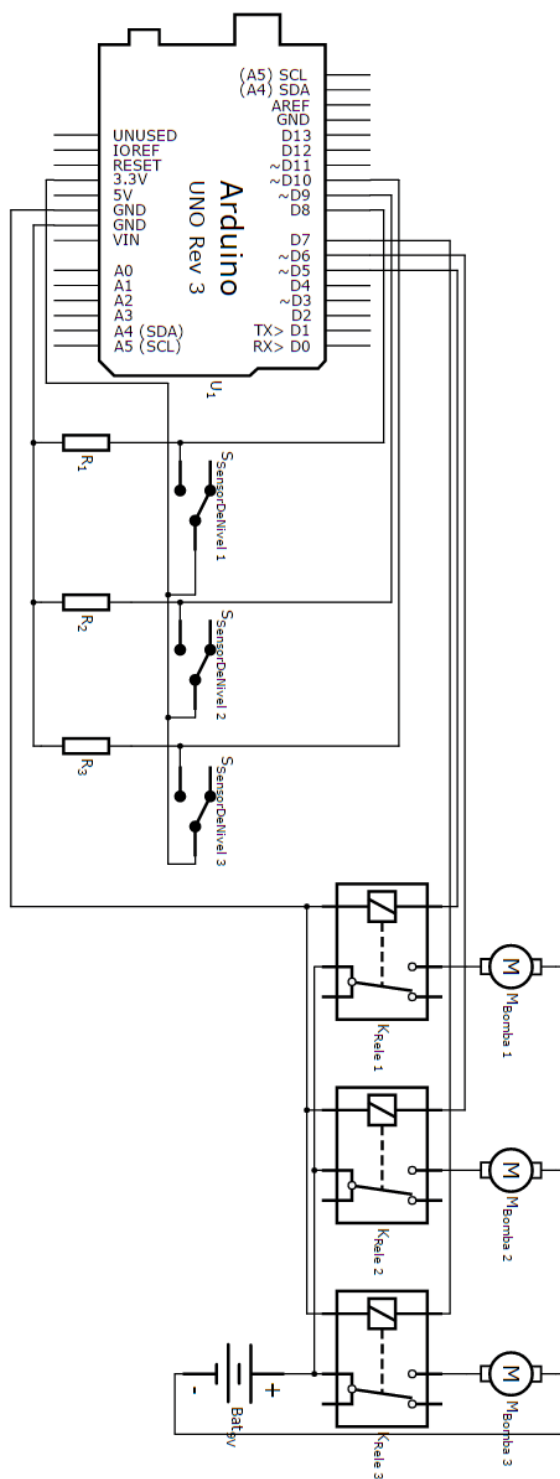 (A5) SCL
(A4) SDA
AREF
GND
UNUSED D13
IOREF D12
RESET ~D11
3.3V ~D10
5V ~D9
GND D8
GND
VIN D7
~D6
A0 ~D5
A1 D4
A2 ~D3
A3 D2
A4 (SDA) TX> D1
A5 (SCL) RX> D0
Arduino
UNO Rev 3
U1
R1
SSensorDeNivel 1
R2
SSensorDeNivel 2
R3
SSensorDeNivel 3
M
MBomba 1
KRele 1
M
MBomba 2
KRele 2
M
MBomba 3
KRele 3
- +
Bat9V